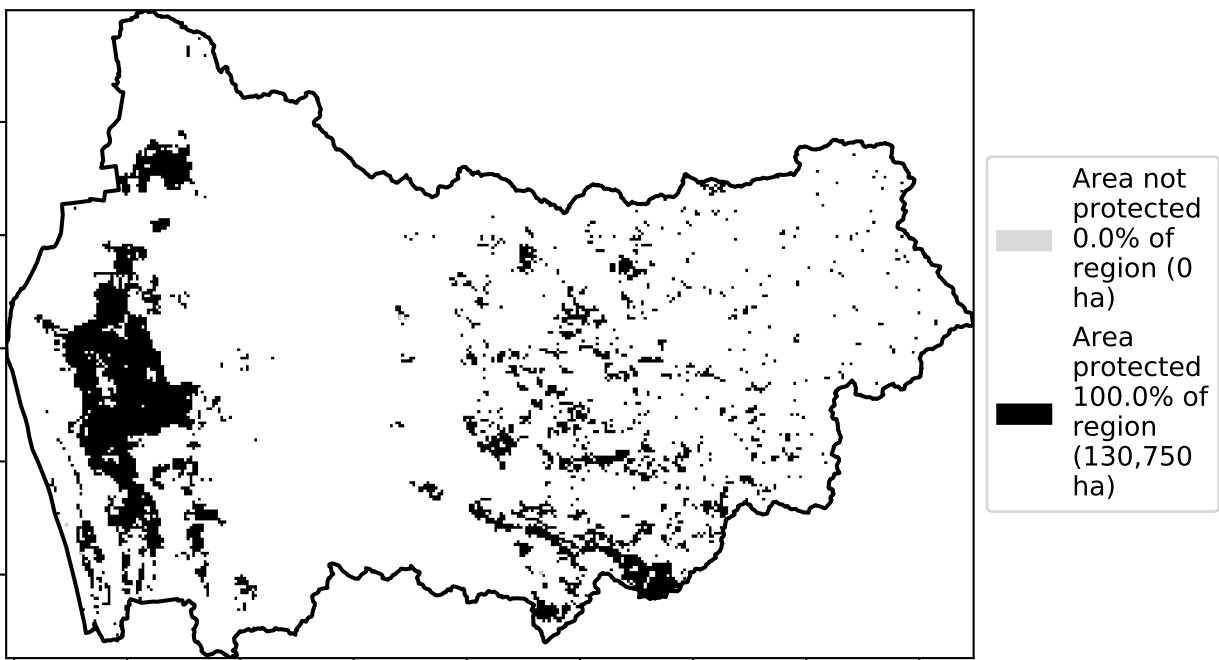 Area not
protected
0.0% of
region (0
ha)
Area
protected
100.0% of
region
(130,750
ha)